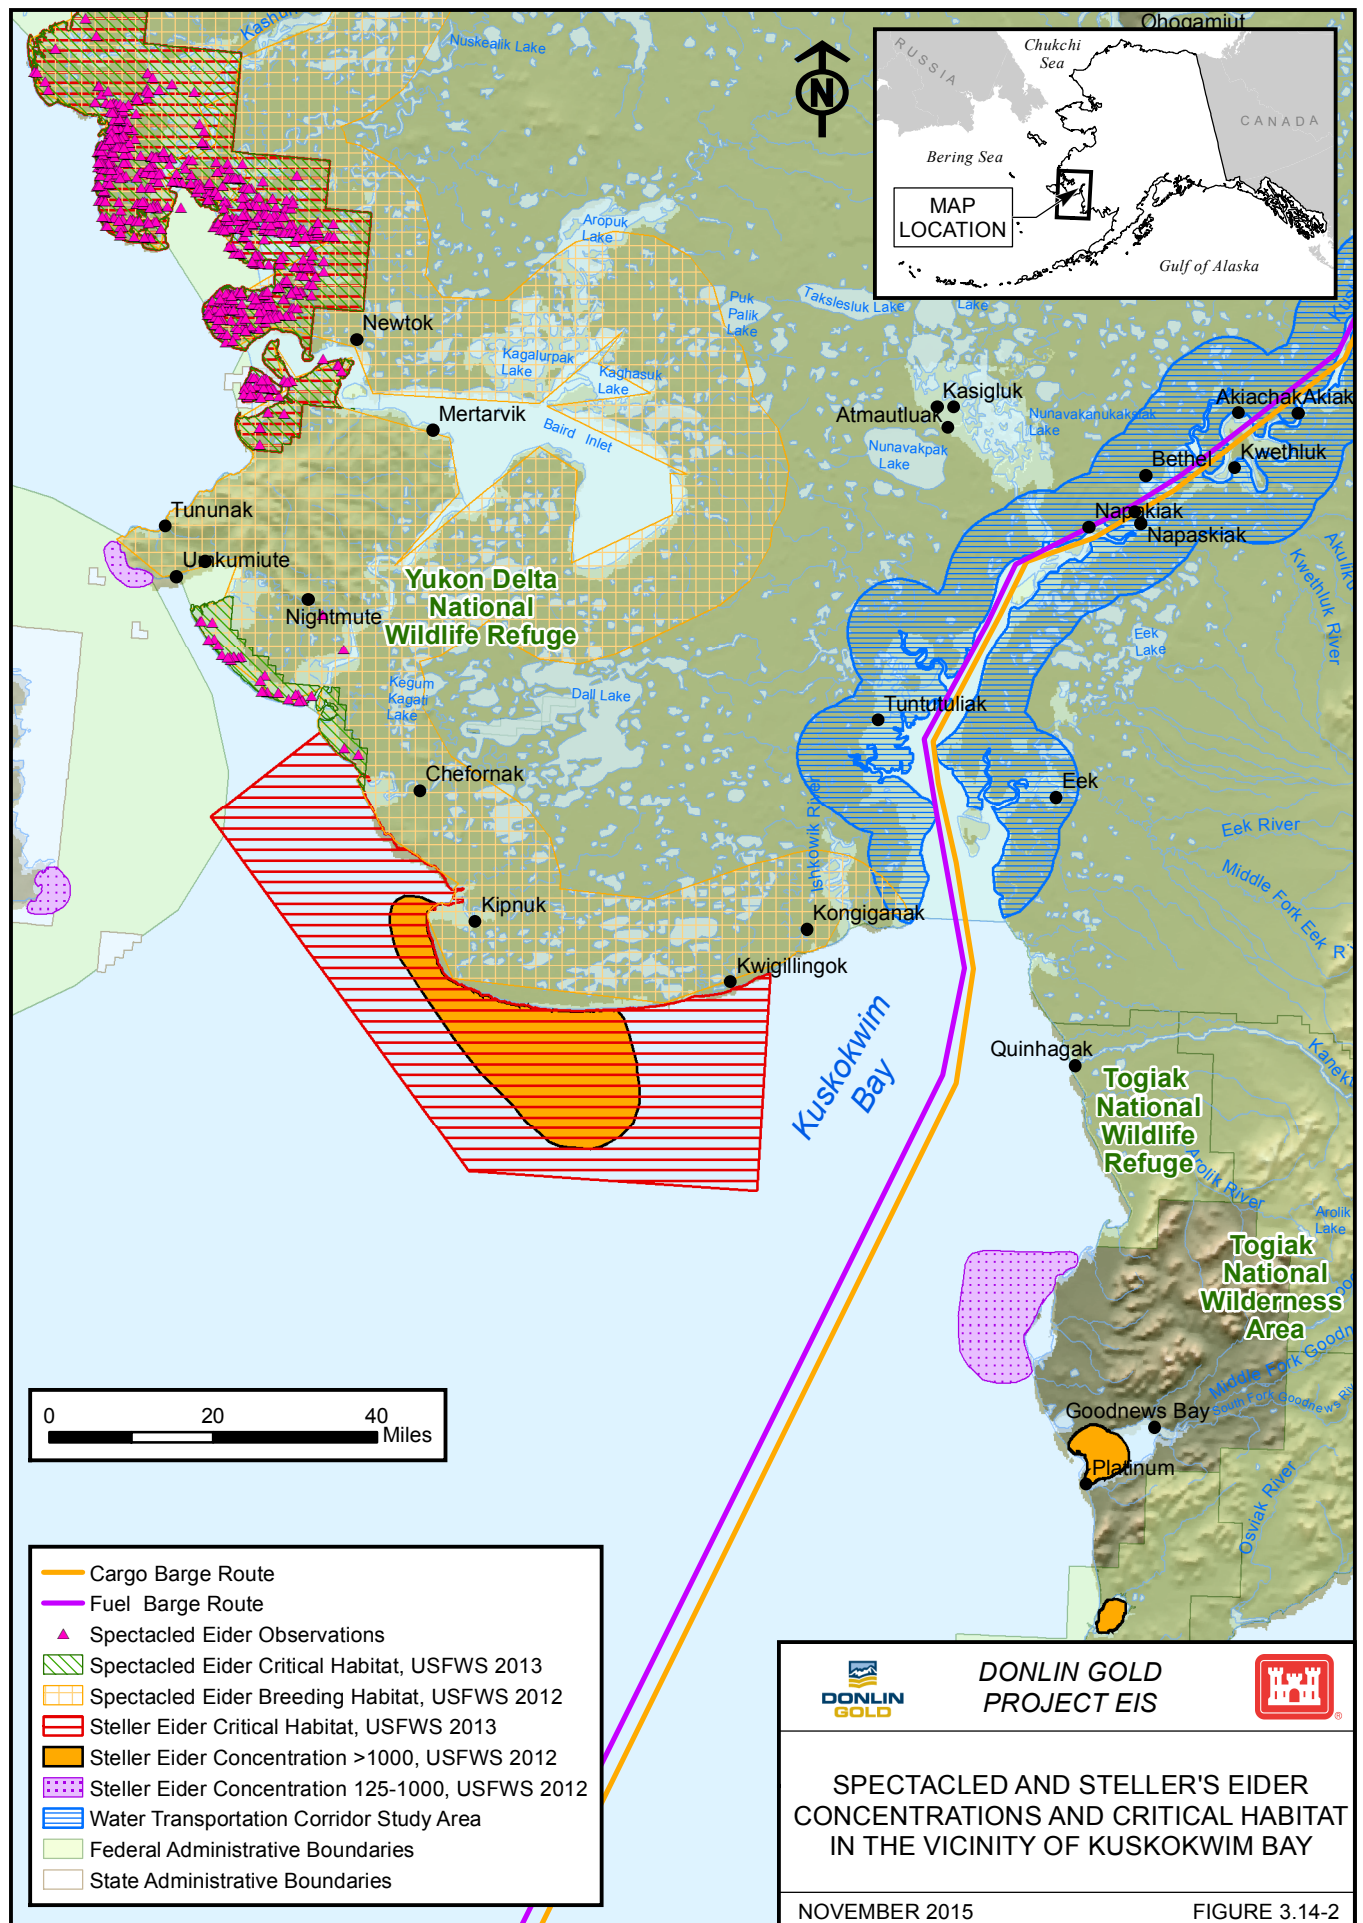 Ohogamiut
Kashun
Nuskealik Lake
N
RUSSIA
Chukchi
Sea
CANADA
Bering Sea
MAP
LOCATION
Gulf of Alaska
Aropuk
Lake
Puk
Palik
Lake
Takslesluk Lake
Lake
Newtok
Kagalurpak
Lake
Kaghasuk
Lake
Mertarvik
Baird Inlet
Kasigluk
Atmautluak
Nunavakanukakslak
Lake
Nunavakpak
Lake
Akiachak
Akiak
Bethel
Kwethluk
Napakiak
Napaskiak
Kwethluk River
Tununak
Umkumiute
Nightmute
Yukon Delta
National
Wildlife Refuge
Eek
Lake
Kegum
Kagati
Lake
Dall Lake
Tuntutuliak
Chefornak
Eek
Ishkowik River
Eek River
Middle Fork Eek R
Kipnuk
Kongiganak
Kwigillingok
Kuskokwim
Bay
Quinhagak
Togiak
National
Wildlife
Refuge
Arolik River
Arolik
Lake
Togiak
National
Wilderness
Area
Middle Fork Goodn
South Fork Goodnews Riv
Goodnews Bay
Platinum
Osviak River
0 20 40
Miles
Cargo Barge Route
Fuel Barge Route
Spectacled Eider Observations
Spectacled Eider Critical Habitat, USFWS 2013
Spectacled Eider Breeding Habitat, USFWS 2012
Steller Eider Critical Habitat, USFWS 2013
Steller Eider Concentration >1000, USFWS 2012
Steller Eider Concentration 125-1000, USFWS 2012
Water Transportation Corridor Study Area
Federal Administrative Boundaries
State Administrative Boundaries
DONLIN
GOLD
DONLIN GOLD
PROJECT EIS
®
SPECTACLED AND STELLER'S EIDER
CONCENTRATIONS AND CRITICAL HABITAT
IN THE VICINITY OF KUSKOKWIM BAY
NOVEMBER 2015
FIGURE 3.14-2